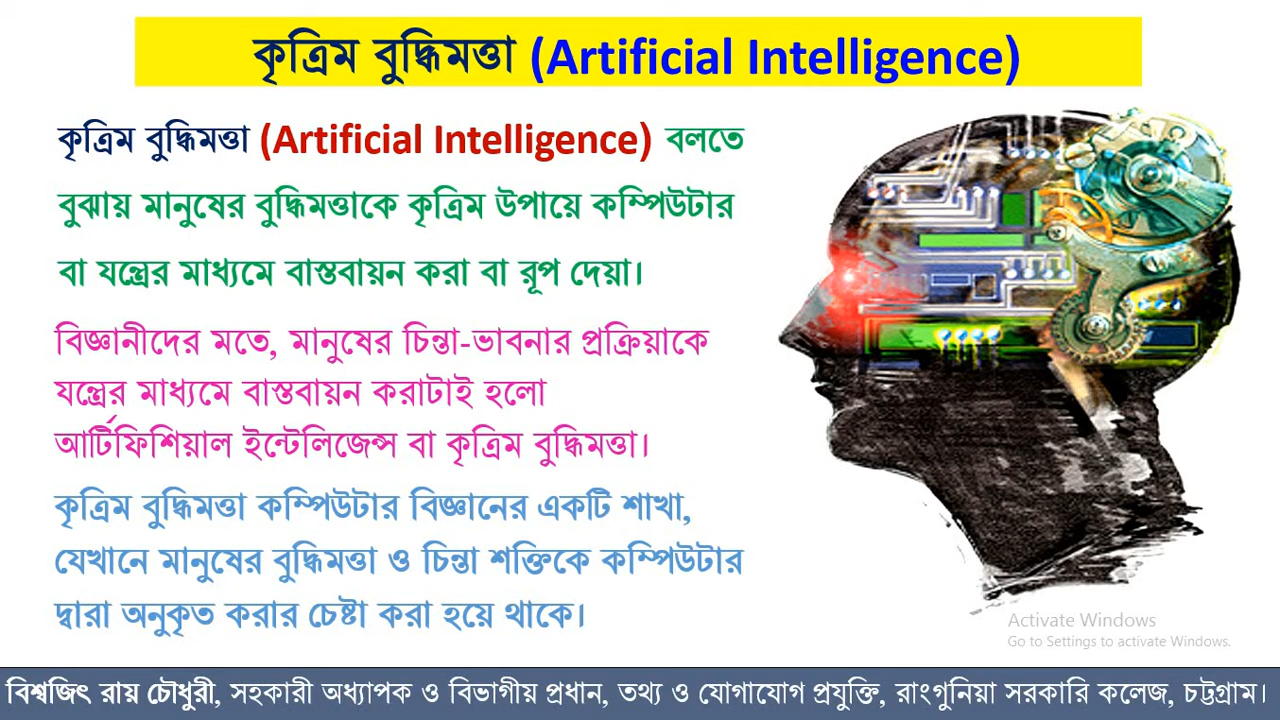 কৃত্রিম বুদ্ধিমত্তা (Artificial Intelligence)
কৃত্রিম বুদ্ধিমত্তা (Artificial Intelligence) বলতে
বুঝায় মানুষের বুদ্ধিমত্তাকে কৃত্রিম উপায়ে কম্পিউটার
বা যন্ত্রের মাধ্যমে বাস্তবায়ন করা বা রূপ দেয়া।
বিজ্ঞানীদের মতে, মানুষের চিন্তা-ভাবনার প্রক্রিয়াকে
যন্ত্রের মাধ্যমে বাস্তবায়ন করাটাই হলো
আর্টিফিশিয়াল ইন্টেলিজেন্স বা কৃত্রিম বুদ্ধিমত্তা।
কৃত্রিম বুদ্ধিমত্তা কম্পিউটার বিজ্ঞানের একটি শাখা,
যেখানে মানুষের বুদ্ধিমত্তা ও চিন্তা শক্তিকে কম্পিউটার
দ্বারা অনুকৃত করার চেষ্টা করা হয়ে থাকে।
Activate Windows
Go to Settings to activate Windows.
বিশ্বজিৎ রায় চৌধুরী, সহকারী অধ্যাপক ও বিভাগীয় প্রধান, তথ্য ও যোগাযোগ প্রযুক্তি, রাংগুনিয়া সরকারি কলেজ, চট্টগ্রাম।